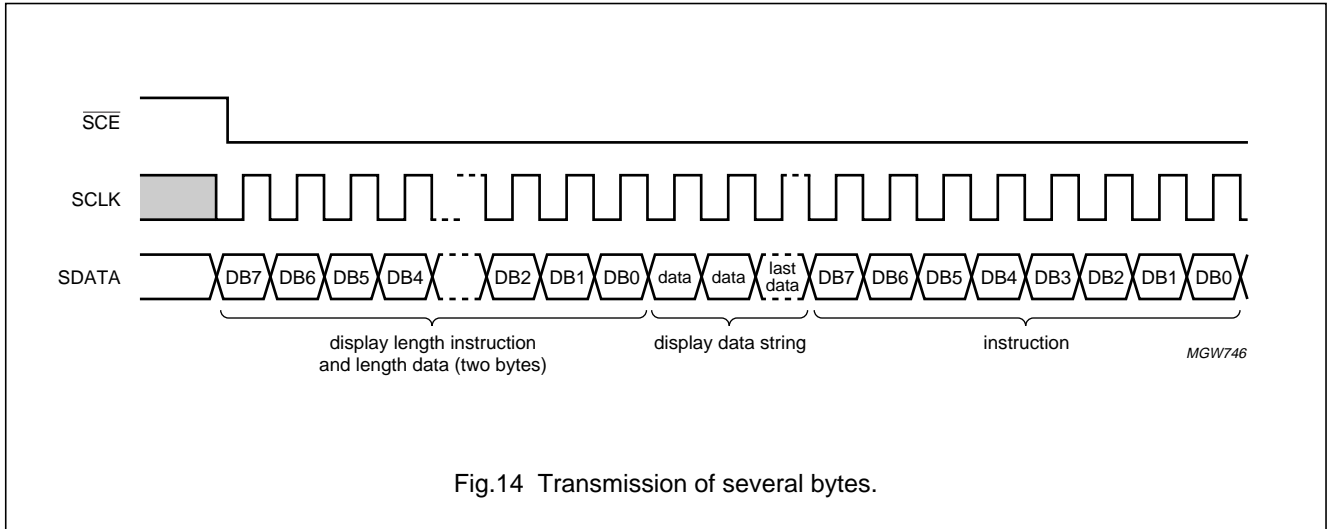 SCE
SCLK
SDATA DB7 DB6 DB5 DB4 DB2 DB1 DB0 data data last data DB7 DB6 DB5 DB4 DB3 DB2 DB1 DB0
display length instruction
and length data (two bytes)
display data string
instruction
MGW746
Fig.14 Transmission of several bytes.